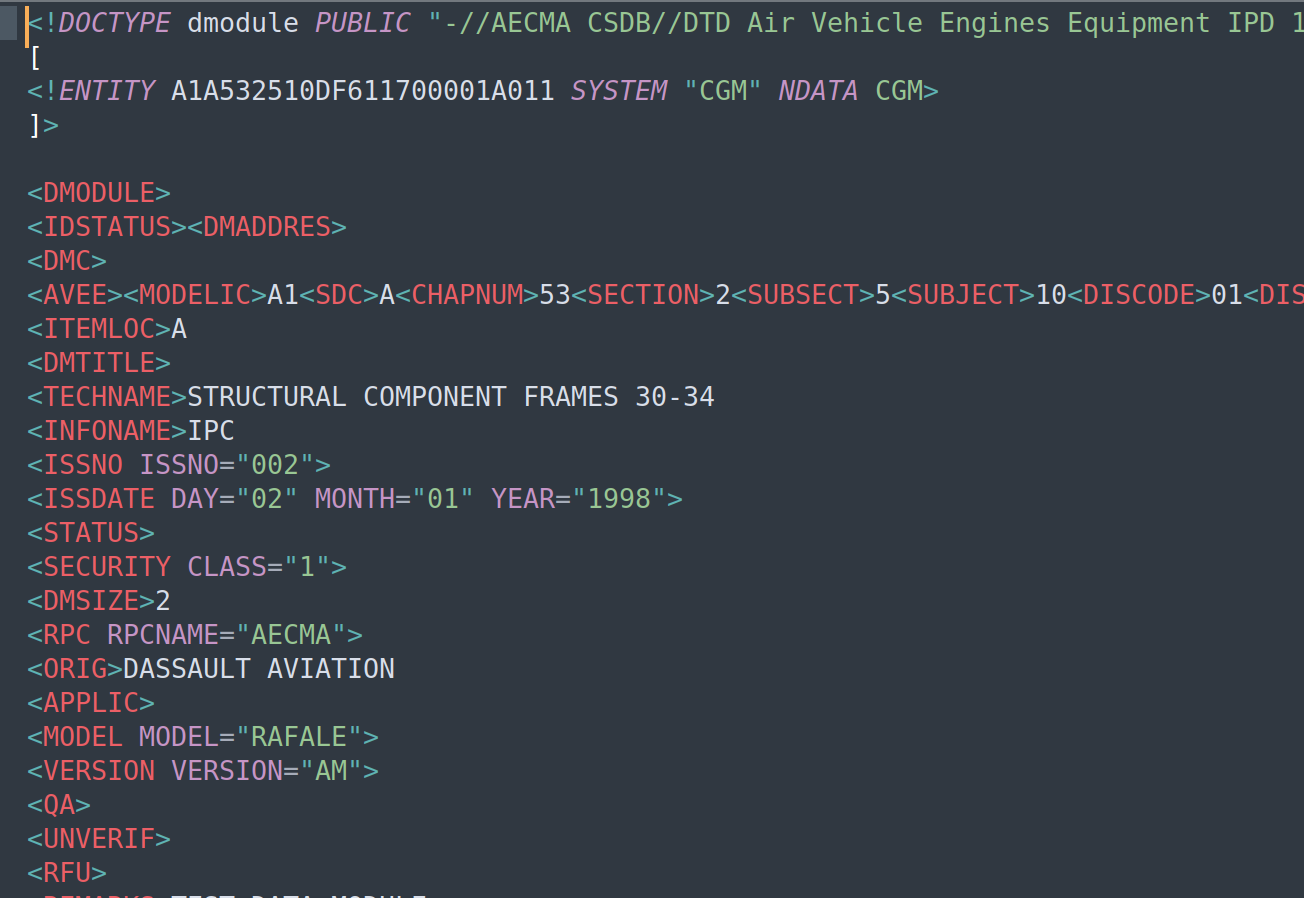 <!DOCTYPE dmodule PUBLIC "-//AECMA CSDB//DTD Air Vehicle Engines Equipment IPD 1
[
<!ENTITY A1A532510DF611700001A011 SYSTEM "CGM" NDATA CGM>
]>
<DMODULE>
<IDSTATUS><DMADDRES>
<DMC>
<AVEE><MODELIC>A1<SDC>A<CHAPNUM>53<SECTION>2<SUBSECT>5<SUBJECT>10<DISCODE>01<DIS
<ITEMLOC>A
<DMTITLE>
<TECHNAME>STRUCTURAL COMPONENT FRAMES 30-34
<INFONAME>IPC
<ISSNO ISSNO="002">
<ISSDATE DAY="02" MONTH="01" YEAR="1998">
<STATUS>
<SECURITY CLASS="1">
<DMSIZE>2
<RPC RPCNAME="AECMA">
<ORIG>DASSAULT AVIATION
<APPLIC>
<MODEL MODEL="RAFALE">
<VERSION VERSION="AM">
<QA>
<UNVERIF>
<RFU>